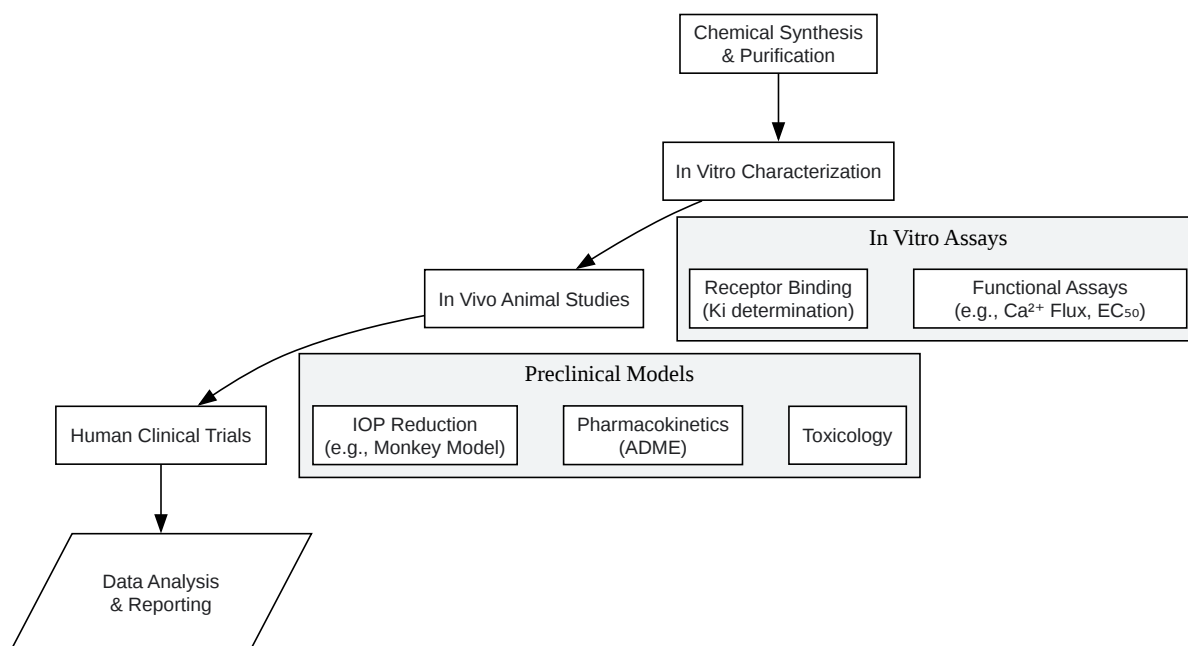 Chemical Synthesis
& Purification
In Vitro Characterization
In Vitro Assays
Receptor Binding
(Ki determination)
Functional Assays
(e.g., Ca²⁺ Flux, EC₅₀)
In Vivo Animal Studies
Preclinical Models
IOP Reduction
(e.g., Monkey Model)
Pharmacokinetics
(ADME)
Toxicology
Human Clinical Trials
Data Analysis
& Reporting